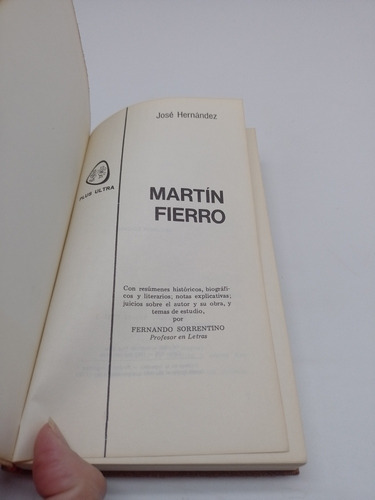 José Hernández
PLUS ULTRA
MARTÍN
FIERRO
Con resúmenes históricos, biográfi-
cos y literarios; notas explicativas;
juicios sobre el autor y su obra, y
temas de estudio,
por
FERNANDO SORRENTINO
Profesor en Letras